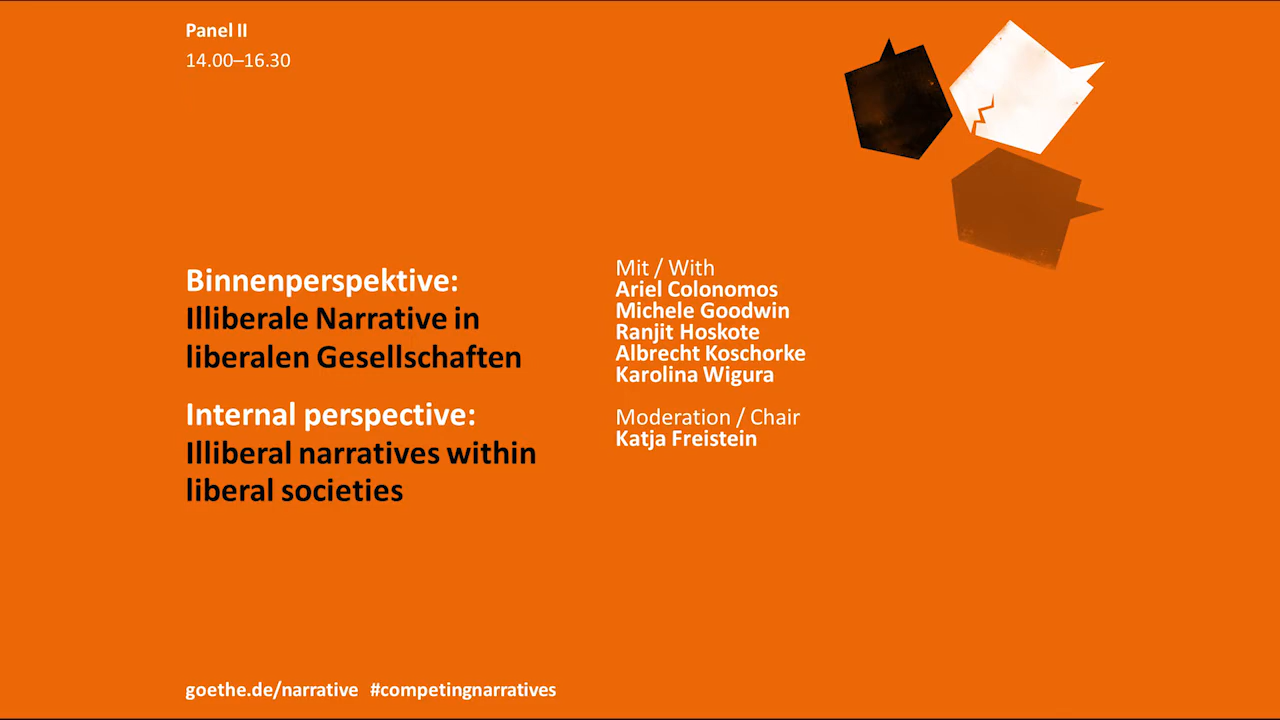 Panel II
14.00–16.30
Binnenperspektive:
Illiberale Narrative in
liberalen Gesellschaften
Internal perspective:
Illiberal narratives within
liberal societies
Mit / With
Ariel Colonomos
Michele Goodwin
Ranjit Hoskote
Albrecht Koschorke
Karolina Wigura
Moderation / Chair
Katja Freistein
goethe.de/narrative #competingnarratives